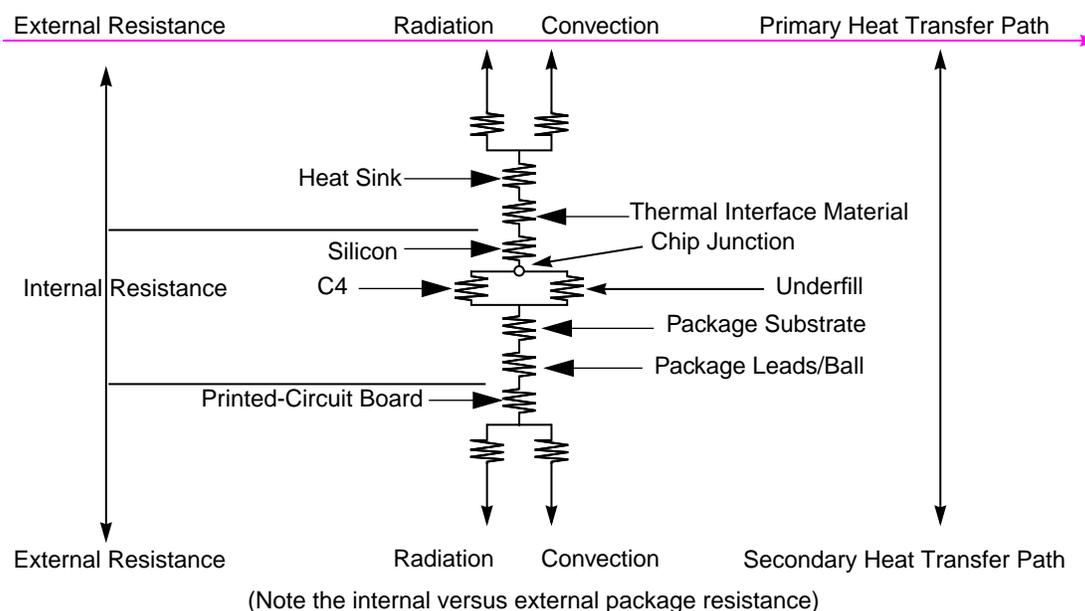 External Resistance
Radiation
Convection
Primary Heat Transfer Path
Heat Sink
Thermal Interface Material
Silicon
Chip Junction
Internal Resistance
C4
Underfill
Package Substrate
Package Leads/Ball
Printed-Circuit Board
External Resistance
Radiation
Convection
Secondary Heat Transfer Path
(Note the internal versus external package resistance)